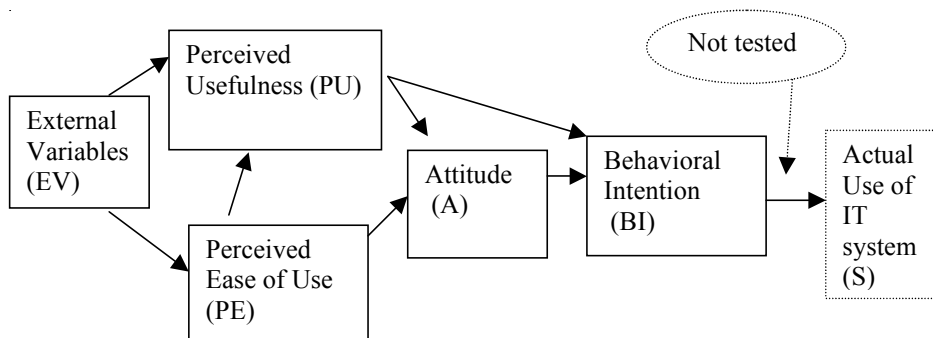 Perceived
Usefulness (PU)
Not tested
External
Variables
(EV)
Attitude
(A)
Behavioral
Intention
(BI)
Actual
Use of
IT
system
(S)
Perceived
Ease of Use
(PE)